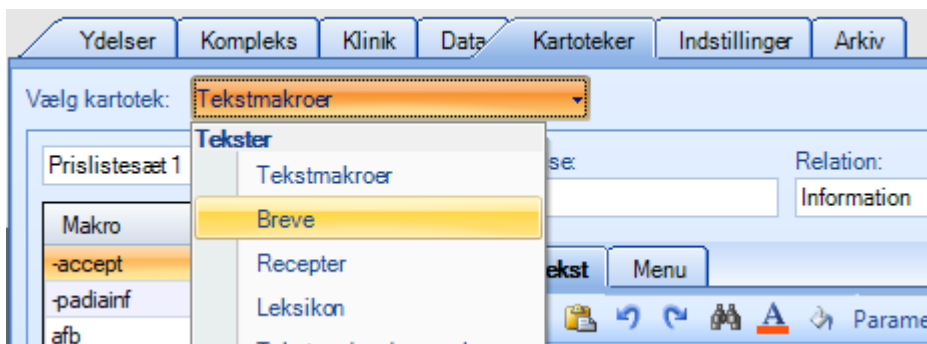 Ydelser Kompleks Klinik Data Kartoteker Indstillinger Arkiv
Vælg kartotek: Tekstmakroer
Tekster
Prislistesæt 1 se: Relation:
Tekstmakroer
Information
Makro Breve
-accept Recepter ekst Menu
-padiainf Leksikon Parame
afb